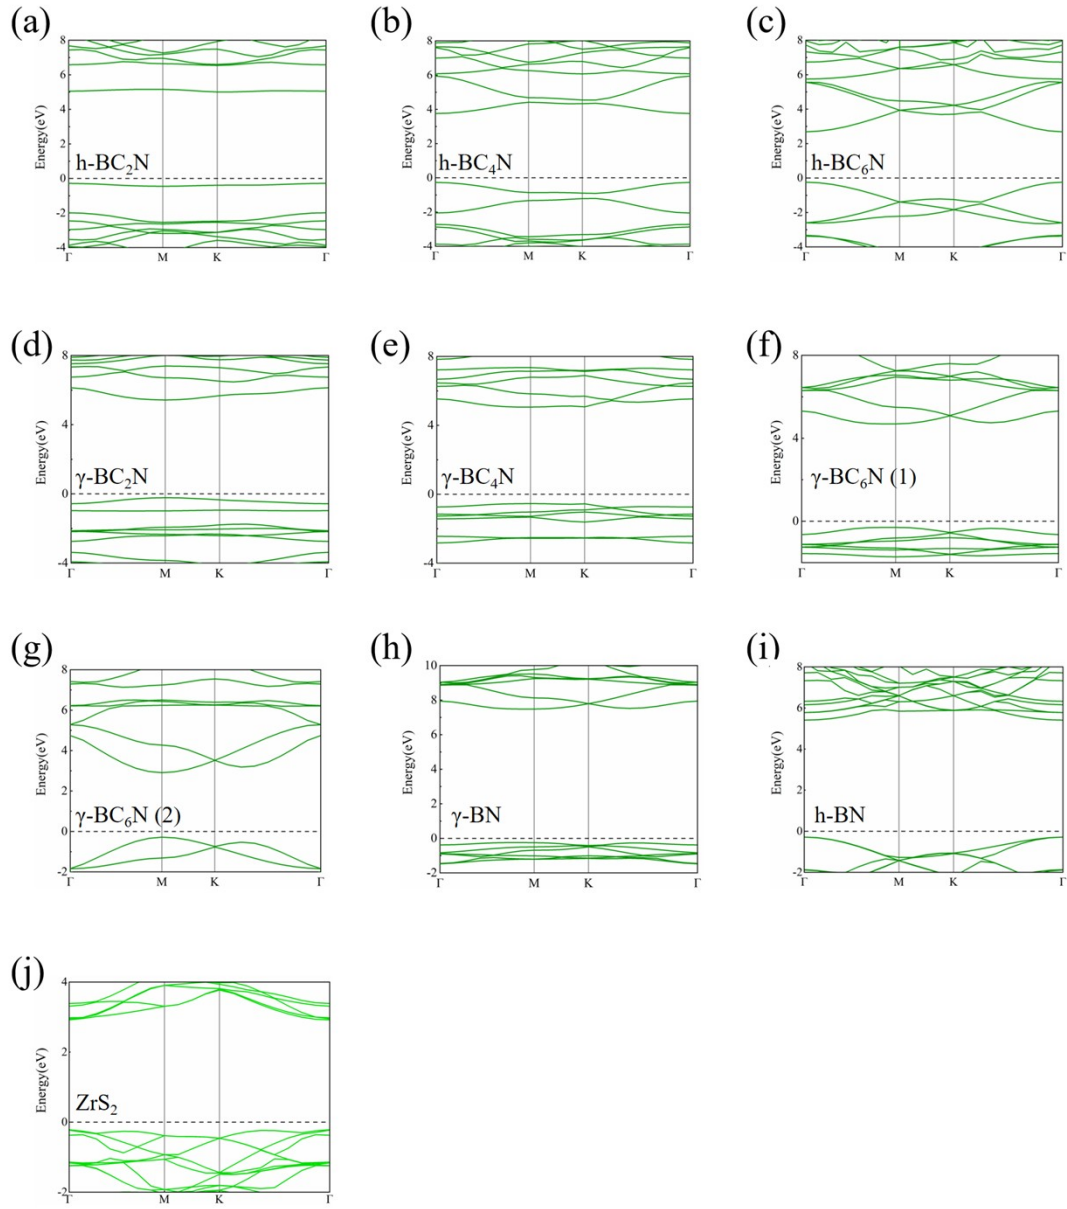 (a)
8
6
4
2
0
-2
-4
Energy(eV)
h-BC₂N
Γ M K Γ
(b)
8
6
4
2
0
-2
-4
Energy(eV)
h-BC₄N
Γ M K Γ
(c)
8
6
4
2
0
-2
-4
Energy(eV)
h-BC₆N
Γ M K Γ
(d)
8
4
0
-4
Energy(eV)
γ-BC₂N
Γ M K Γ
(e)
8
4
0
-4
Energy(eV)
γ-BC₄N
Γ M K Γ
(f)
8
4
0
Energy(eV)
γ-BC₆N (1)
Γ M K Γ
(g)
8
6
4
2
0
-2
Energy(eV)
γ-BC₆N (2)
Γ M K Γ
(h)
10
8
6
4
2
0
-2
Energy(eV)
γ-BN
Γ M K Γ
(i)
8
6
4
2
0
-2
Energy(eV)
h-BN
Γ M K Γ
(j)
4
2
0
-2
Energy(eV)
ZrS₂
Γ M K Γ